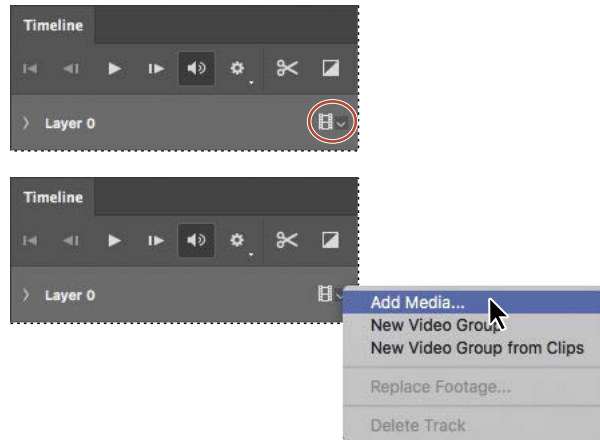 Timeline
Layer 0
Timeline
Layer 0
Add Media...
New Video Group
New Video Group from Clips
Replace Footage...
Delete Track